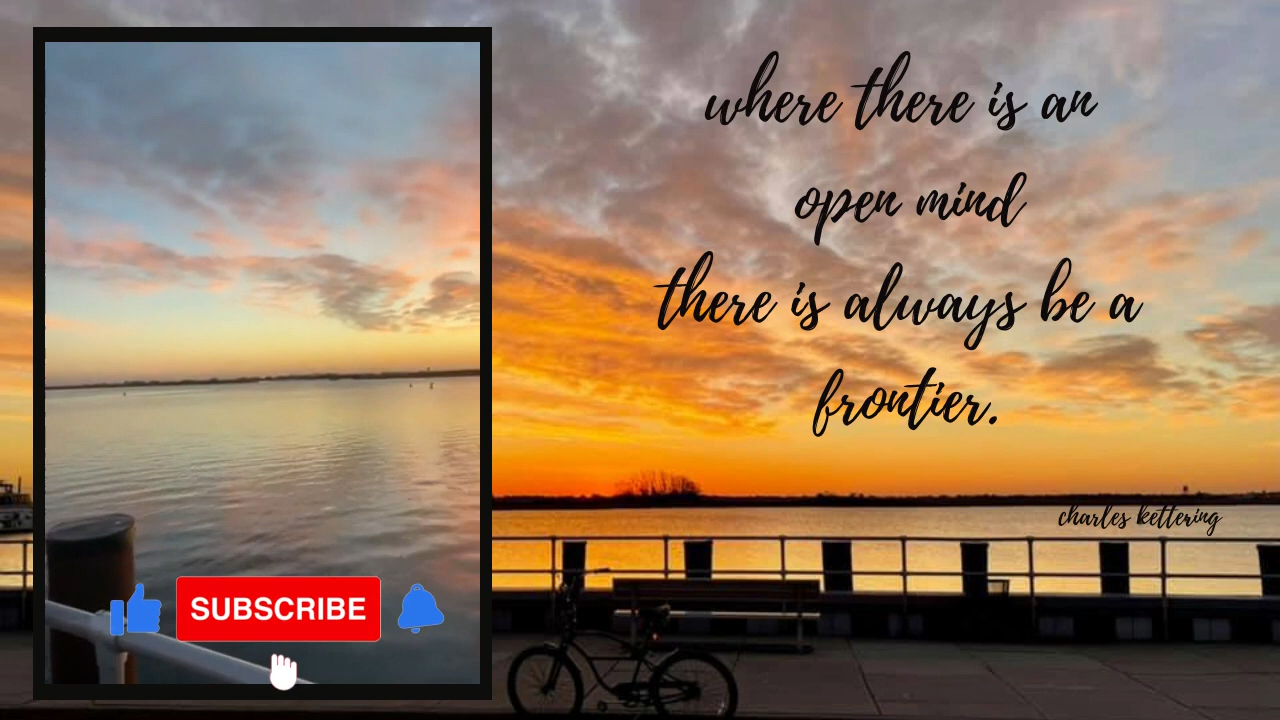 where there is an
open mind
there is always be a
frontier.
charles kettering
SUBSCRIBE